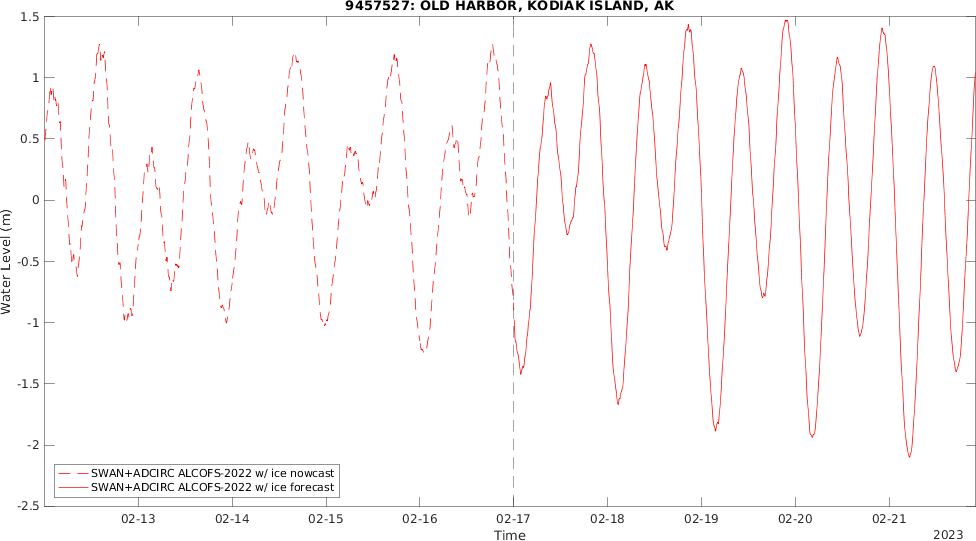 9457527: OLD HARBOR, KODIAK ISLAND, AK
Water Level (m)
1.5
1
0.5
0
-0.5
-1
-1.5
-2
-2.5
SWAN+ADCIRC ALCOFS-2022 w/ ice nowcast
SWAN+ADCIRC ALCOFS-2022 w/ ice forecast
02-13 02-14 02-15 02-16 02-17 02-18 02-19 02-20 02-21
Time
2023